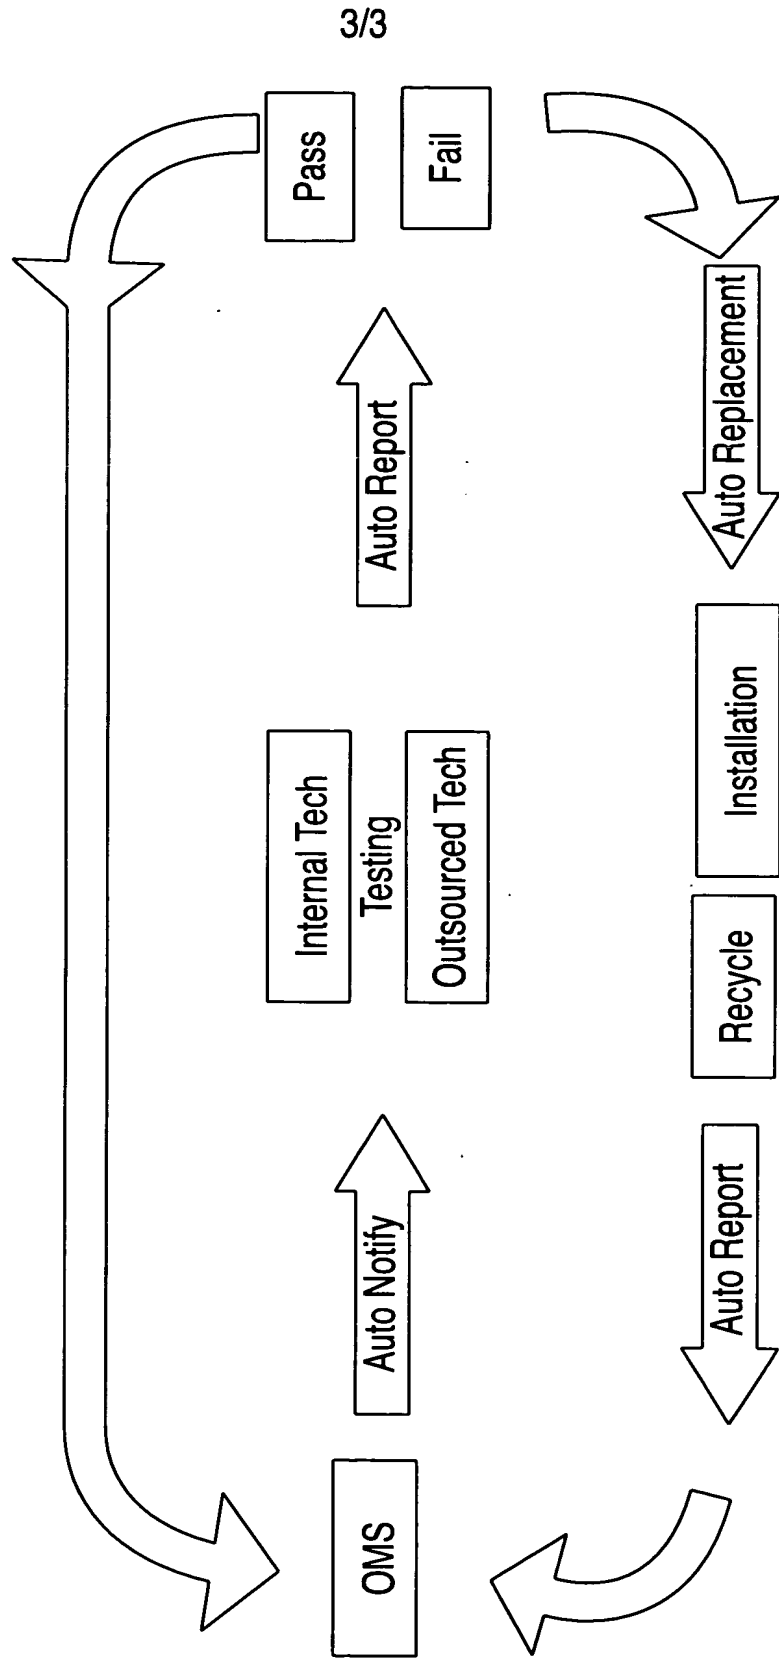 3/3
OMS
Auto Notify
Internal Tech
Testing
Outsourced Tech
Auto Report
Pass
Fail
Auto Replacement
Installation
Recycle
Auto Report